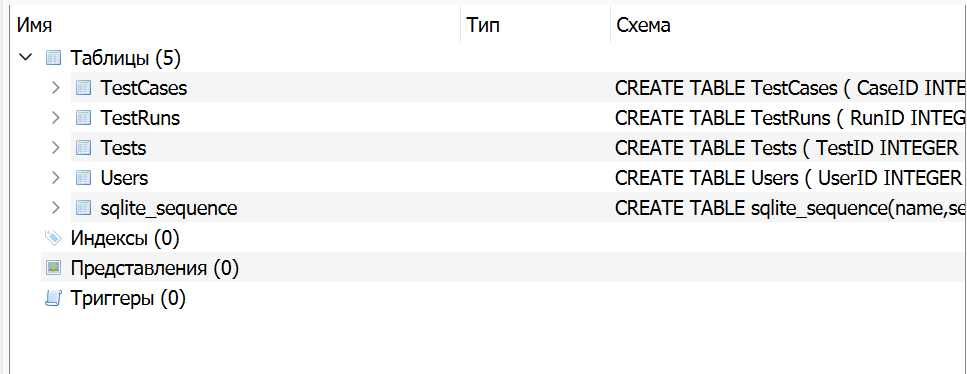 Имя Тип Схема
Таблицы (5)
TestCases CREATE TABLE TestCases ( CaseID INTE
TestRuns CREATE TABLE TestRuns ( RunID INTEG
Tests CREATE TABLE Tests ( TestID INTEGER
Users CREATE TABLE Users ( UserID INTEGER
sqlite_sequence CREATE TABLE sqlite_sequence(name,se
Индексы (0)
Представления (0)
Триггеры (0)